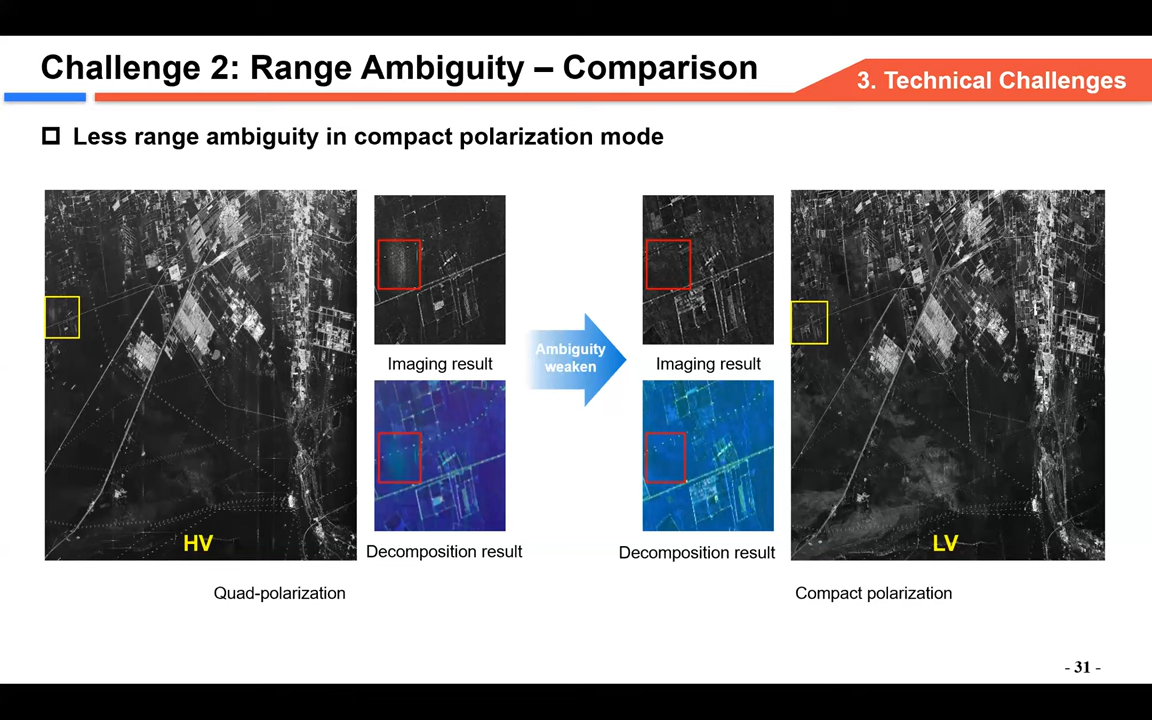 Challenge 2: Range Ambiguity – Comparison
3. Technical Challenges
Less range ambiguity in compact polarization mode
Imaging result
Ambiguity
weaken
Imaging result
HV
Decomposition result
Decomposition result
LV
Quad-polarization
Compact polarization
- 31 -